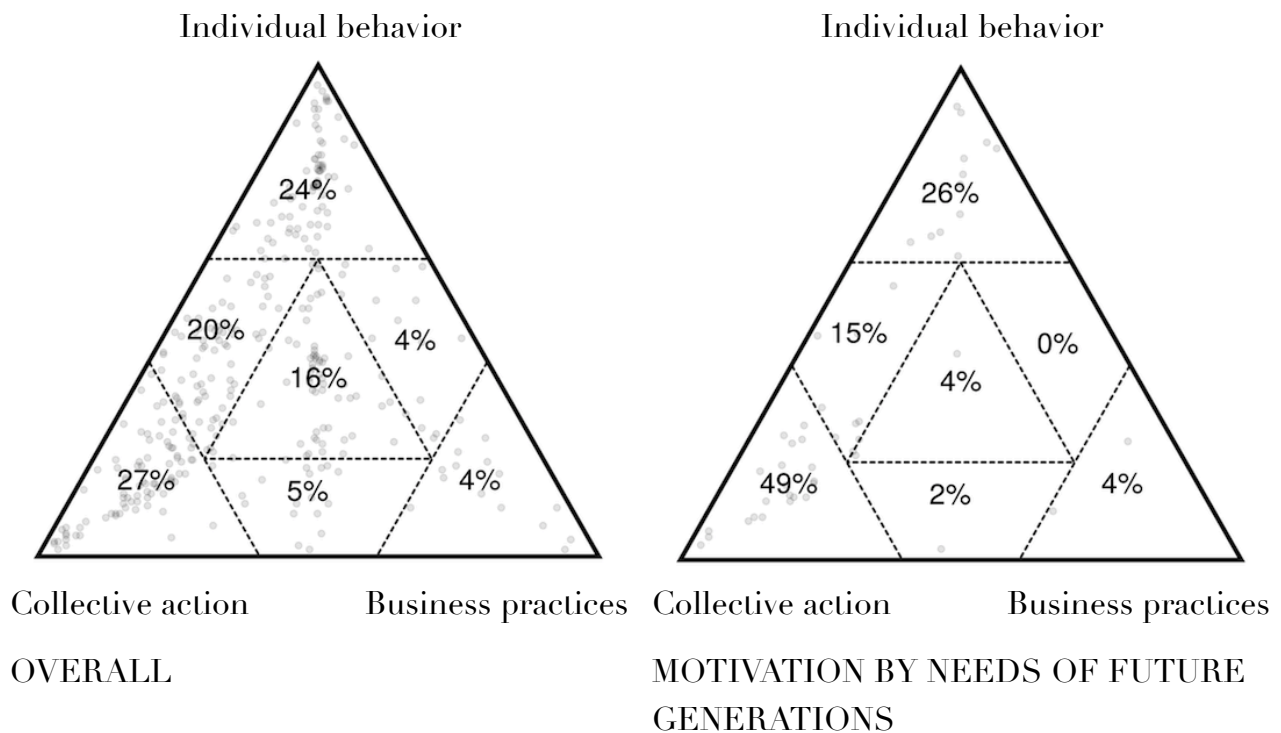 Individual behavior
24%
20%
4%
16%
27%
5%
4%
Collective action
Business practices
OVERALL
Individual behavior
26%
15%
0%
4%
49%
2%
4%
Collective action
Business practices
MOTIVATION BY NEEDS OF FUTURE
GENERATIONS